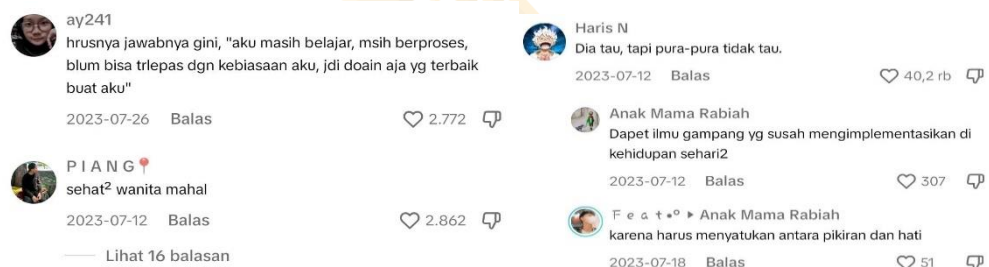 ay241
hrusnya jawabnya gini, "aku masih belajar, msih berproses,
blum bisa trlepas dgn kebiasaan aku, jdi doain aja yg terbaik
buat aku"
2023-07-26 Balas 2.772
P I A N G📍
sehat² wanita mahal
2023-07-12 Balas 2.862
Lihat 16 balasan
Haris N
Dia tau, tapi pura-pura tidak tau.
2023-07-12 Balas 40,2 rb
Anak Mama Rabiah
Dapet ilmu gampang yg susah mengimplementasikan di
kehidupan sehari2
2023-07-12 Balas 307
F e a t •° ▸ Anak Mama Rabiah
karena harus menyatukan antara pikiran dan hati
2023-07-18 Balas 51